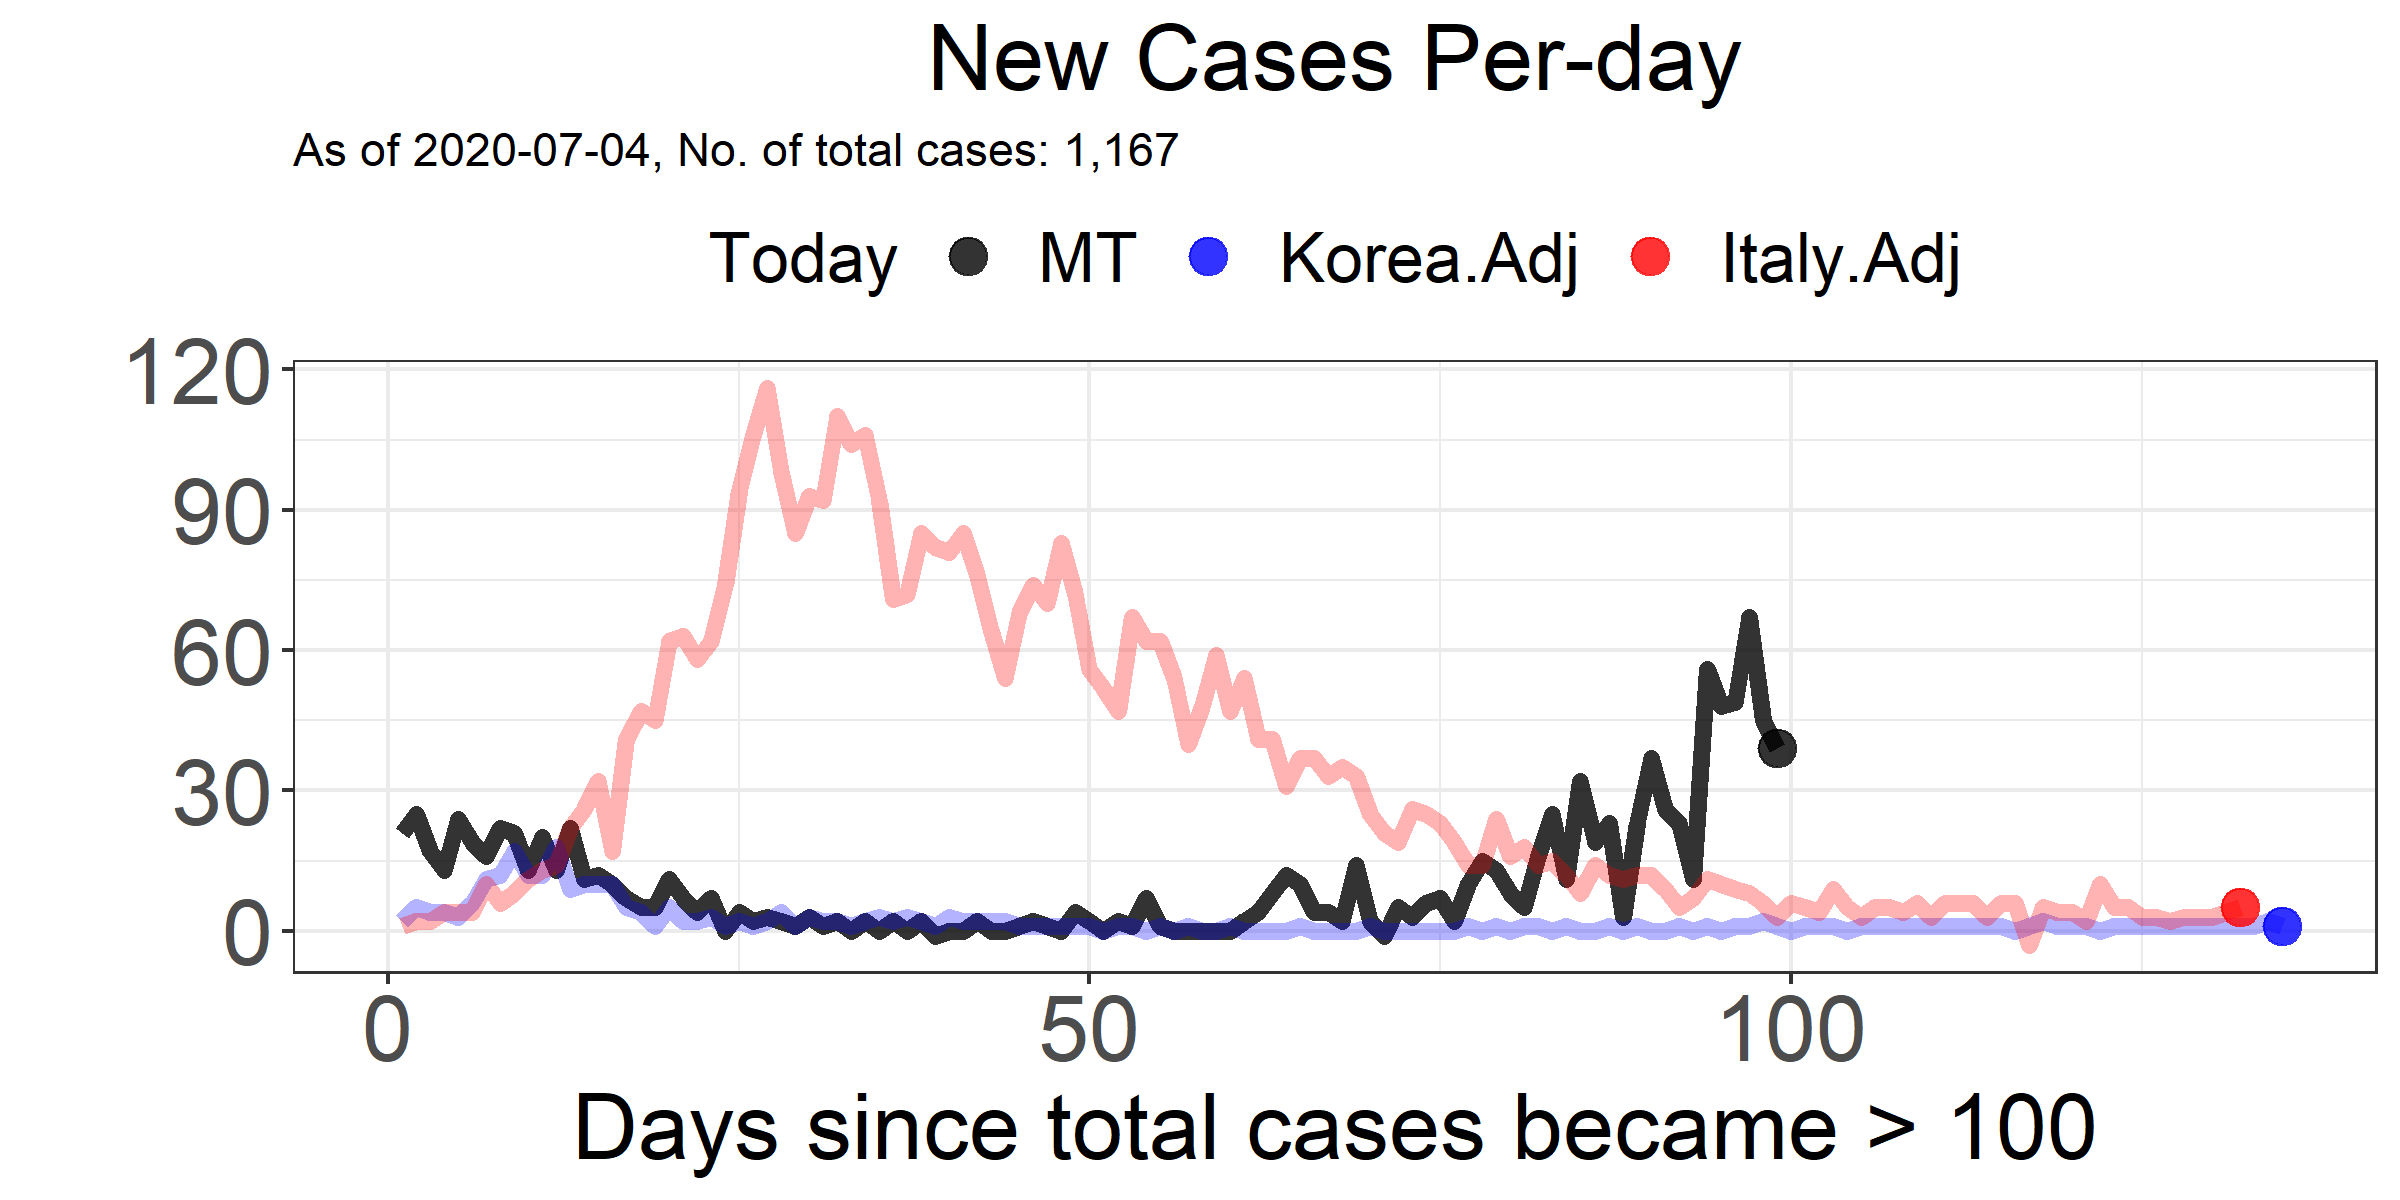 New Cases Per-day
As of 2020-07-04, No. of total cases: 1,167
Today MT Korea.Adj Italy.Adj
120
90
60
30
0
0 50 100
Days since total cases became > 100